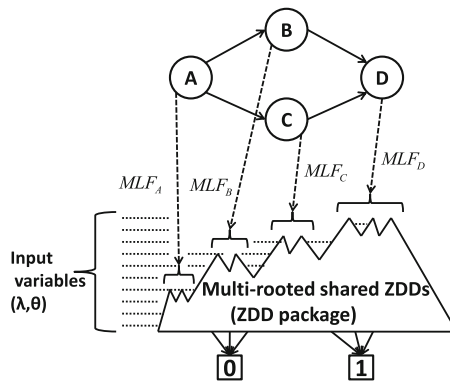 B
A
D
C
MLF_A
MLF_B
MLF_C
MLF_D
Input
variables
(λ,θ)
Multi-rooted shared ZDDs
(ZDD package)
0
1